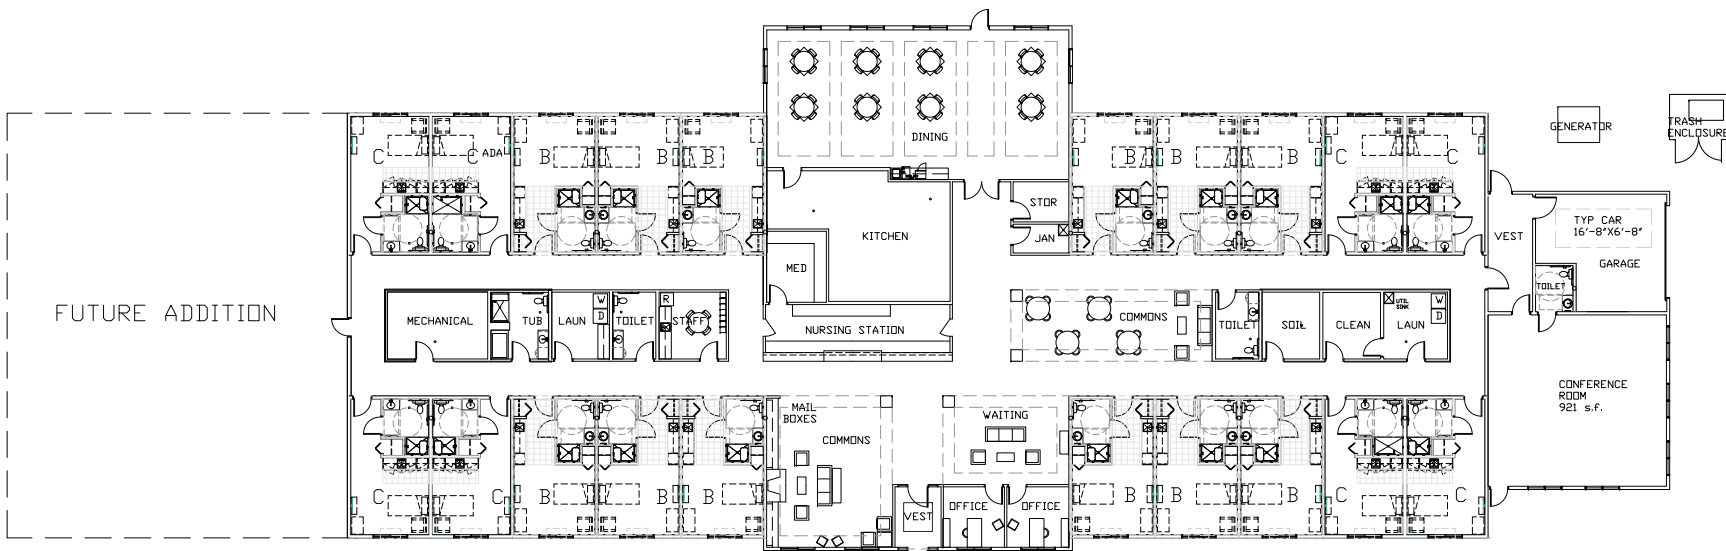 DINING
GENERATOR
TRASH
ENCLOSURE
C
C ADA
B
B
B
B
B
B
C
C
STOR
JAN
KITCHEN
MED
VEST
TYP CAR
16'-8"X6'-8"
GARAGE
TOILET
FUTURE ADDITION
MECHANICAL
TUB
LAUN
W
D
TOILET
R
STAFF
NURSING STATION
COMMONS
TOILET
SOIL
CLEAN
UTIL
SINK
LAUN
W
D
CONFERENCE
ROOM
921 s.f.
MAIL
BOXES
COMMONS
WAITING
C
C
B
B
B
VEST
OFFICE
OFFICE
B
B
B
C
C